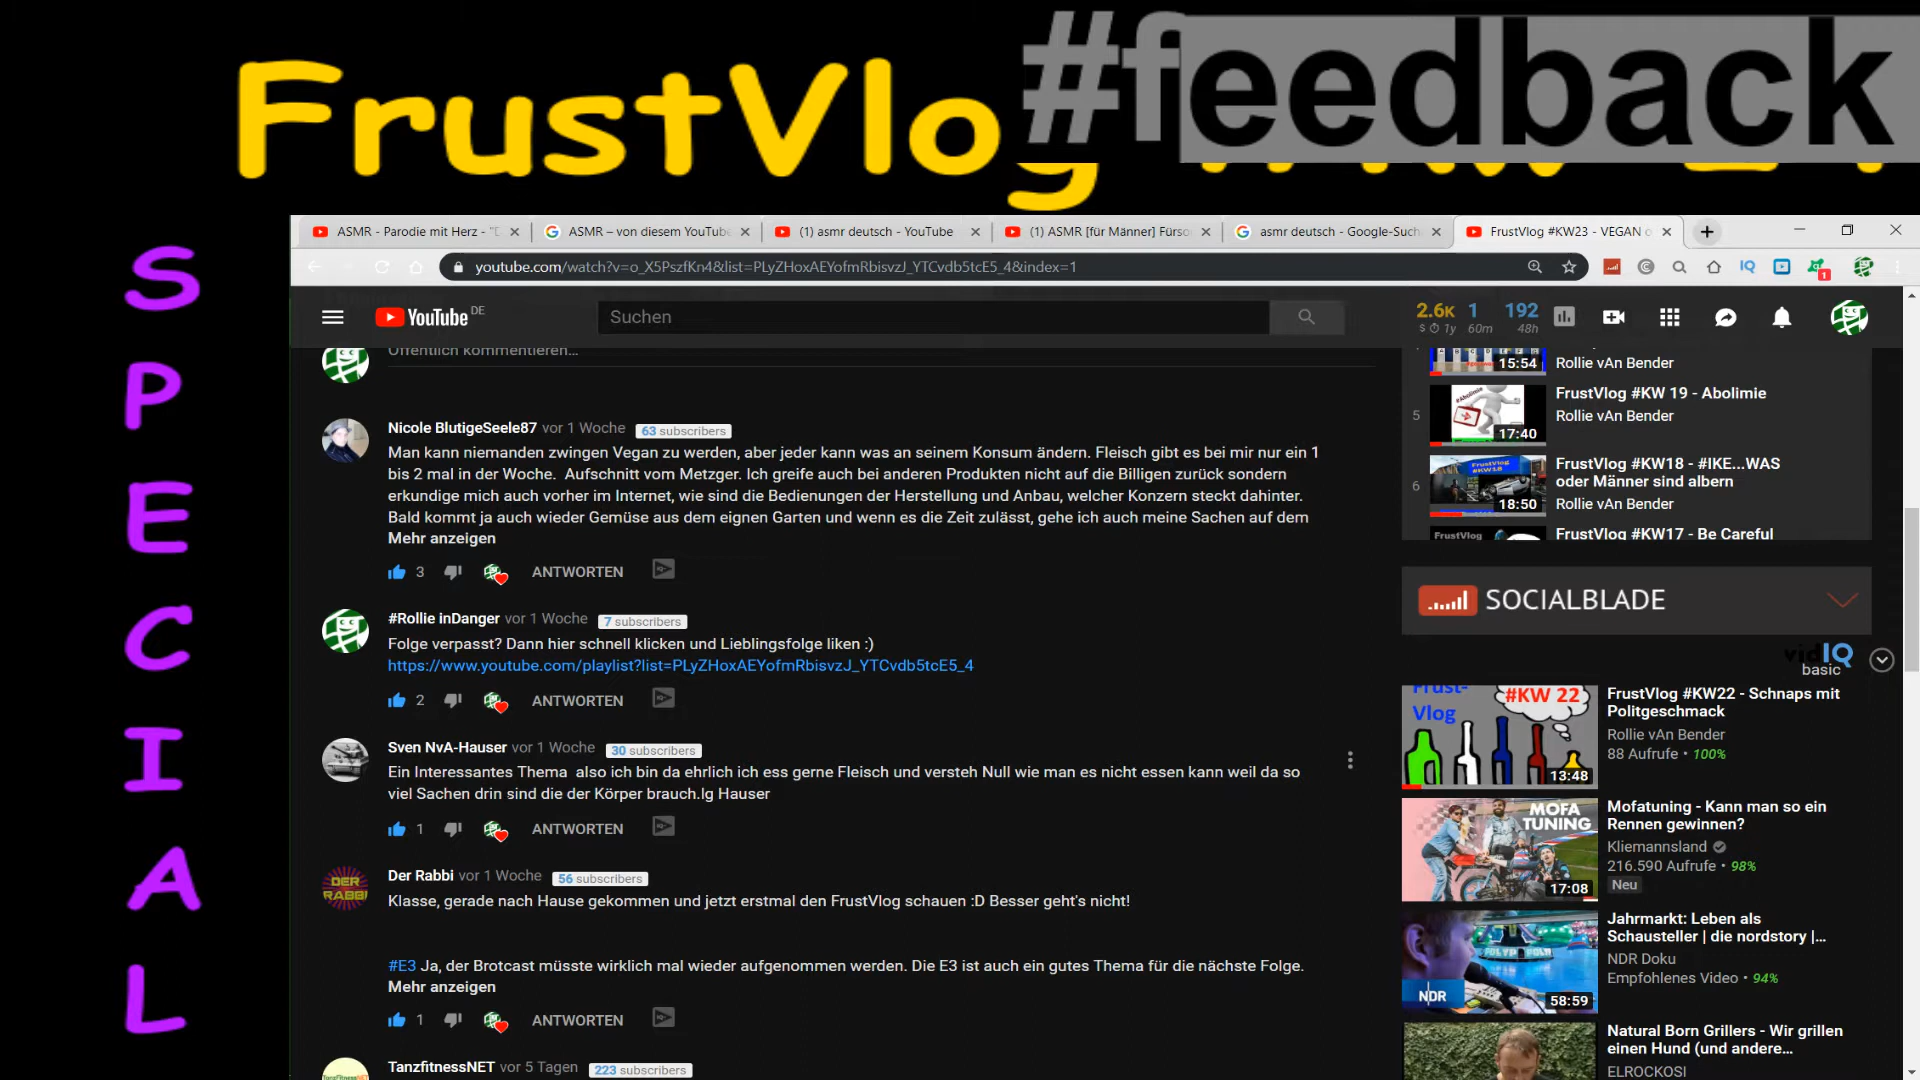 FrustVlog
#feedback
SPECIAL
ASMR - Parodie mit Herz - "D
ASMR – von diesem YouTube
(1) asmr deutsch - YouTube
(1) ASMR [für Männer] Fürso
asmr deutsch - Google-Such
FrustVlog #KW23 - VEGAN o
youtube.com/watch?v=o_X5PszfKn4&list=PLyZHoxAEYofmRbisvzJ_YTCvdb5tcE5_4&index=1
YouTube DE
Suchen
2.6K 1 192
1y 60m 48h
Öffentlich kommentieren...
Nicole BlutigeSeele87 vor 1 Woche 63 subscribers
Man kann niemanden zwingen Vegan zu werden, aber jeder kann was an seinem Konsum ändern. Fleisch gibt es bei mir nur ein 1
bis 2 mal in der Woche. Aufschnitt vom Metzger. Ich greife auch bei anderen Produkten nicht auf die Billigen zurück sondern
erkundige mich auch vorher im Internet, wie sind die Bedienungen der Herstellung und Anbau, welcher Konzern steckt dahinter.
Bald kommt ja auch wieder Gemüse aus dem eignen Garten und wenn es die Zeit zulässt, gehe ich auch meine Sachen auf dem
Mehr anzeigen
3 ANTWORTEN
#Rollie inDanger vor 1 Woche 7 subscribers
Folge verpasst? Dann hier schnell klicken und Lieblingsfolge liken :)
https://www.youtube.com/playlist?list=PLyZHoxAEYofmRbisvzJ_YTCvdb5tcE5_4
2 ANTWORTEN
Sven NvA-Hauser vor 1 Woche 30 subscribers
Ein Interessantes Thema also ich bin da ehrlich ich ess gerne Fleisch und versteh Null wie man es nicht essen kann weil da so
viel Sachen drin sind die der Körper brauch.lg Hauser
1 ANTWORTEN
DER RABBI
Der Rabbi vor 1 Woche 56 subscribers
Klasse, gerade nach Hause gekommen und jetzt erstmal den FrustVlog schauen :D Besser geht's nicht!
#E3 Ja, der Brotcast müsste wirklich mal wieder aufgenommen werden. Die E3 ist auch ein gutes Thema für die nächste Folge.
Mehr anzeigen
1 ANTWORTEN
TanzfitnessNET vor 5 Tagen 223 subscribers
15:54
Rollie vAn Bender
5
17:40
FrustVlog #KW 19 - Abolimie
Rollie vAn Bender
6
18:50
FrustVlog #KW18 - #IKE...WAS
oder Männer sind albern
Rollie vAn Bender
FrustVlog
FrustVlog #KW17 - Be Careful
SOCIALBLADE
vidIQ
basic
Frust-
Vlog
#KW 22
13:48
FrustVlog #KW22 - Schnaps mit
Politgeschmack
Rollie vAn Bender
88 Aufrufe • 100%
MOFA
TUNING
17:08
Mofatuning - Kann man so ein
Rennen gewinnen?
Kliemannsland
216.590 Aufrufe • 98%
Neu
NDR
58:59
Jahrmarkt: Leben als
Schausteller | die nordstory |...
NDR Doku
Empfohlenes Video • 94%
Natural Born Grillers - Wir grillen
einen Hund (und andere...
ELROCKOSI